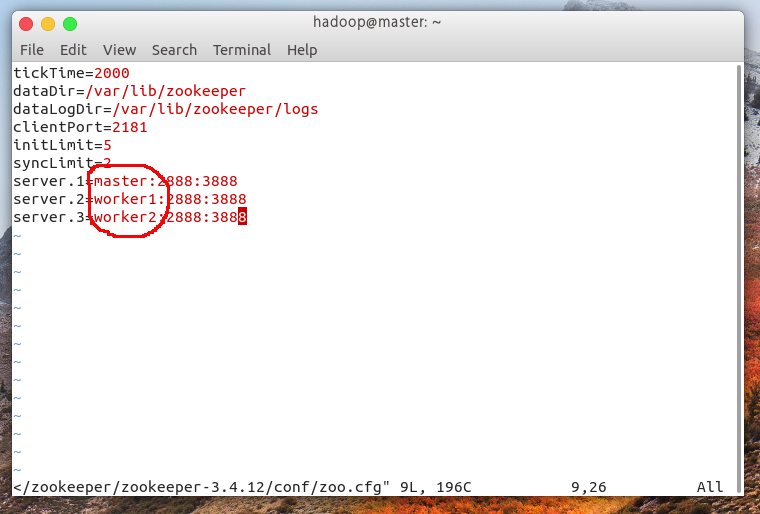 hadoop@master: ~
File Edit View Search Terminal Help
tickTime=2000
dataDir=/var/lib/zookeeper
dataLogDir=/var/lib/zookeeper/logs
clientPort=2181
initLimit=5
syncLimit=2
server.1=master:2888:3888
server.2=worker1:2888:3888
server.3=worker2:2888:3888
~
~
~
~
~
~
~
~
~
~
~
~
~
~
</zookeeper/zookeeper-3.4.12/conf/zoo.cfg" 9L, 196C 9,26 All